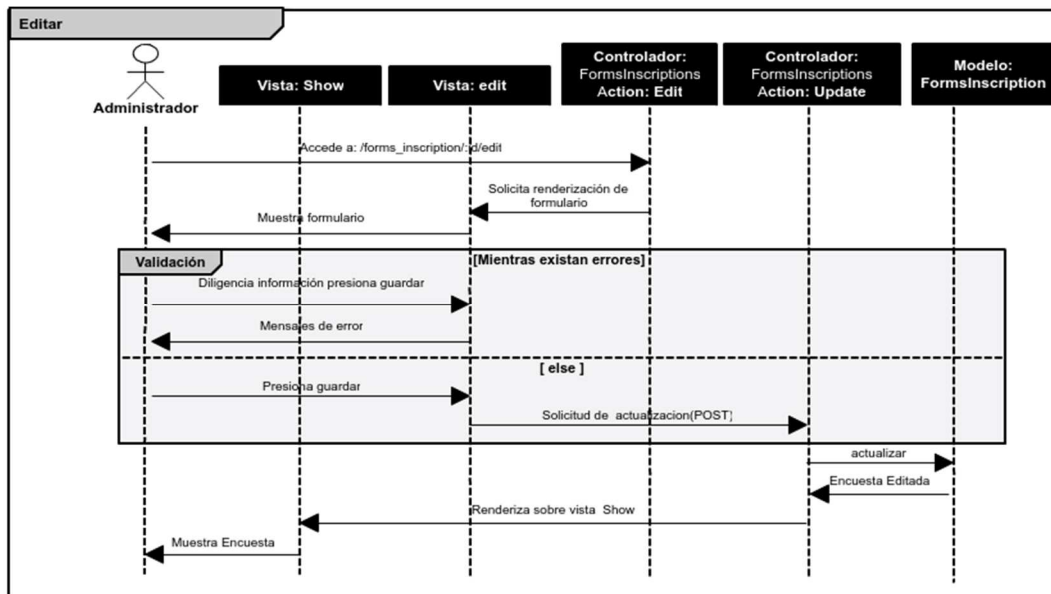 Editar
Administrador
Vista: Show
Vista: edit
Controlador:
FormsInscriptions
Action: Edit
Controlador:
FormsInscriptions
Action: Update
Modelo:
FormsInscription
Accede a: /forms_inscription/:id/edit
Solicita renderización de
formulario
Muestra formulario
Validación
[Mientras existan errores]
Diligencia información presiona guardar
Mensajes de error
[ else ]
Presiona guardar
Solicitud de actualizacion(POST)
actualizar
Encuesta Editada
Renderiza sobre vista Show
Muestra Encuesta